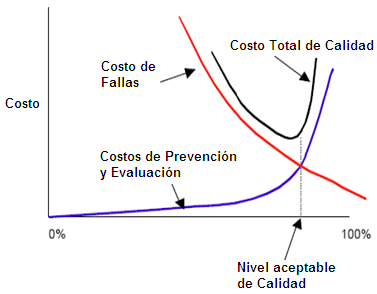 Costo Total de Calidad
Costo de
Fallas
Costo
Costos de Prevención
y Evaluación
0%
100%
Nivel aceptable
de Calidad